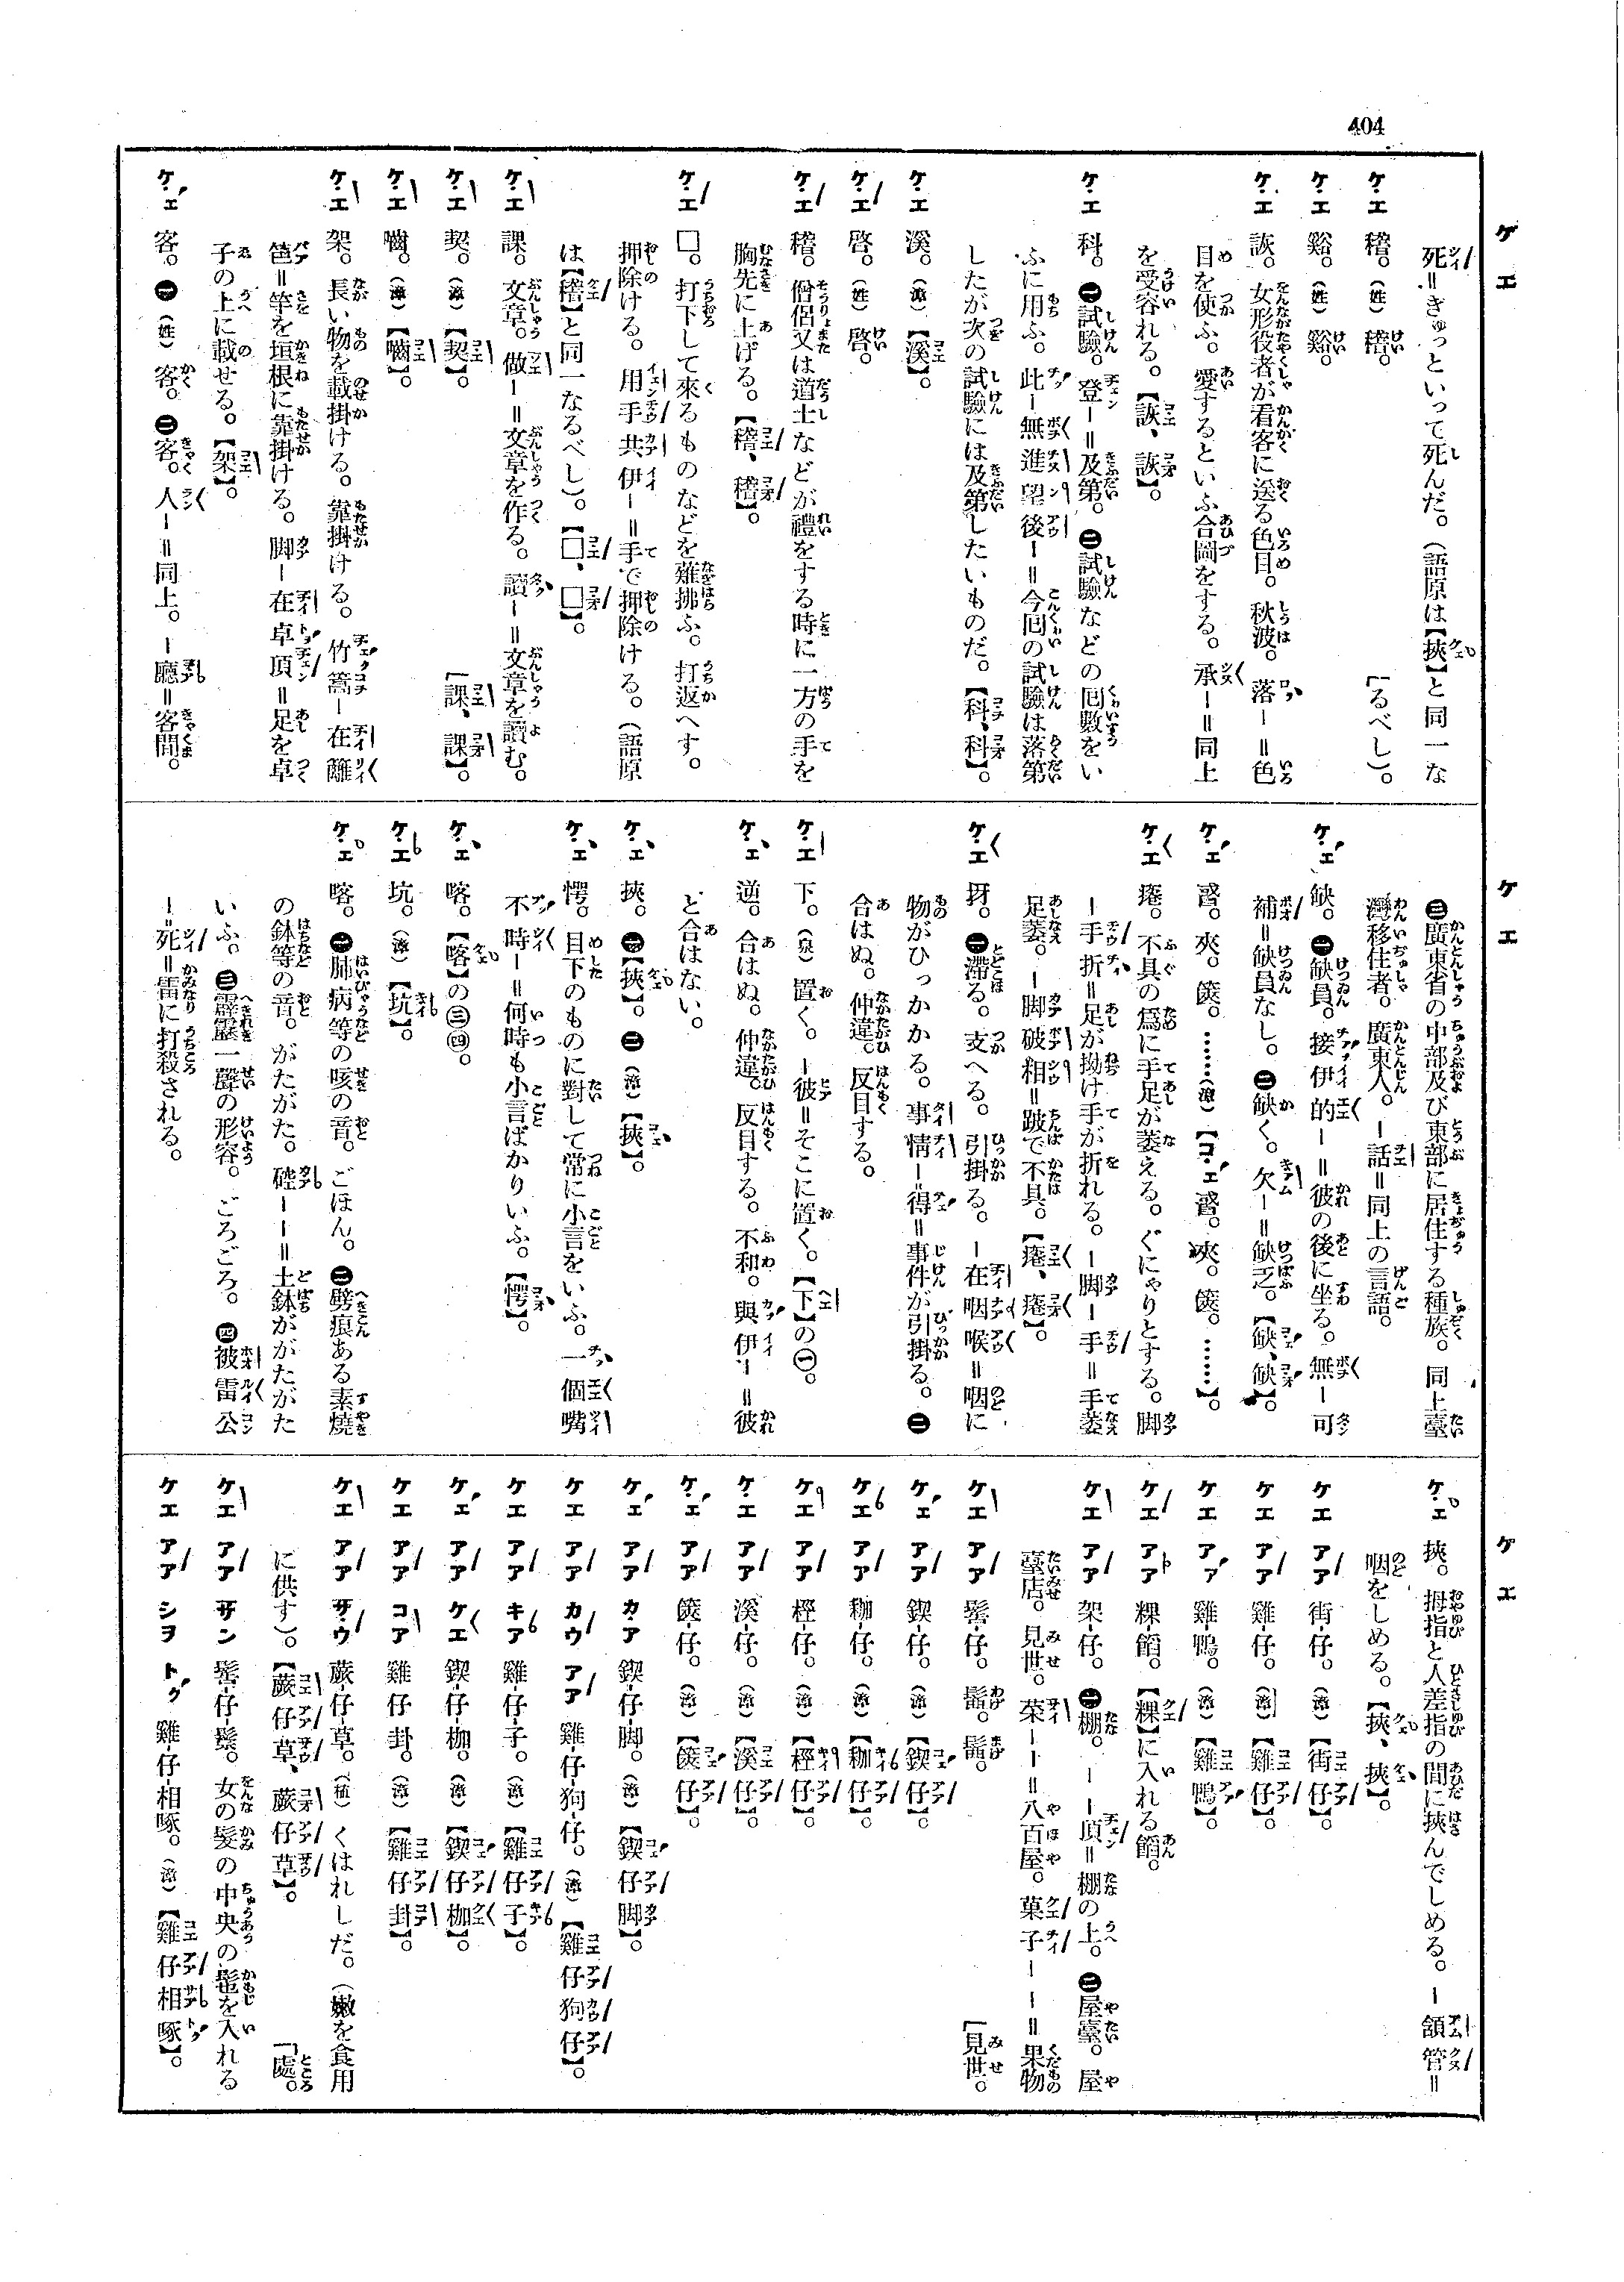 404
ケ エ
死=ぎゅっといって死んだ。(語原は【挾】と同一な
「るべし)。
ケエ 稽。(姓) 稽。
ケエ 谿。(姓) 谿。
ケエ 詼。女形役者が看客に送る色目。秋波。落ー=色
目を使ふ。愛するといふ合圖をする。承ー=同上
を受容れる。【詼、詼】。
ケエ 科。㊀試驗。登ー=及第。㊁試驗などの囘數をい
ふに用ふ。此ー無進望後ー=今囘の試驗は落第
したが次の試驗には及第したいものだ。【科、科】。
ケエ 溪。(漳)【溪】。
ケエ 啓。(姓) 啓。
ケエ 稽。僧侶又は道士などが禮をする時に一方の手を
胸先に上げる。【稽、稽】。
ケエ □。打下して來るものなどを薙拂ふ。打返へす。
押除ける。用手共伊ー=手で押除ける。(語原
は【稽】と同一なるべし)。【□、□】。
ケエ 課。文章。做ー=文章を作る。讀ー=文章を讀む。
「課、課】。
ケエ 契。(漳)【契】。
ケエ 嚙。(漳)【嚙】。
ケエ 架。長い物を載掛ける。靠掛ける。竹篙ー在籬
笆=竿を垣根に靠掛ける。脚ー在卓頂=足を卓
子の上に載せる。【架】。
ケエ 客。㊀(姓) 客。㊁客。人ー=同上。ー廳=客間。
ケ エ
㊂廣東省の中部及び東部に居住する種族。同上臺
灣移住者。廣東人。ー話=同上の言語。
ケエ 缺。㊀缺員。接伊的ー=彼の後に坐る。無ー可
補=缺員なし。㊁缺く。欠ー=缺乏。【缺、缺】。
ケエ 䀹。夾。篋。……(漳)【コエ 䀹。夾。篋。……】。
ケエ 瘸。不具の爲に手足が萎える。ぐにゃりとする。脚
ー手折=足が拗け手が折れる。ー脚ー手=手萎
足萎。ー脚破相=跛で不具。【瘸、瘸】。
ケエ 㧎。㊀滯る。支へる。引掛る。ー在咽喉=咽に
物がひっかかる。事情ー得=事件が引掛る。㊁
合はぬ。仲違。反目する。
ケエ 下。(泉) 置く。ー彼=そこに置く。【下】の㊀。
ケエ 逆。合はぬ。仲違。反目する。不和。與伊ー=彼
と合はない。
ケエ 挾。㊀【挾】。㊁(漳)【挾】。
ケエ 愕。目下のものに對して常に小言をいふ。一個嘴
不時ー=何時も小言ばかりいふ。【愕】。
ケエ 喀。【喀】の㊂㊃。
ケエ 坑。(漳)【坑】。
ケエ 喀。㊀肺病等の咳の音。ごほん。㊁劈痕ある素燒
の鉢等の音。がたがた。磁ーー=土鉢ががたがた
いふ。㊂霹靂一聲の形容。ごろごろ。㊃被雷公
ー死=雷に打殺される。
ケ エ
ケエ 挾。拇指と人差指の間に挾んでしめる。ー頷管=
咽をしめる。【挾、挾】。
ケエ アア 街仔。(漳)【街仔】。
ケエ アア 雞仔。(漳)【雞仔】。
ケエ アァ 雞鴨。(漳)【雞鴨】。
ケエ アア 粿餡。【粿】に入れる餡。
ケエ アア 架仔。㊀棚。ーー頂=棚の上。㊁屋臺。屋
臺店。見世。菜ーー=八百屋。菓子ーー=果物
「見世。
ケエ アア 髻仔。髷。髷。
ケエ アア 鍥仔。(漳)【鍥仔】。
ケエ アア 𥞴仔。(漳)【𥞴仔】。
ケエ アア 桱仔。(漳)【桱仔】。
ケエ アア 溪仔。(漳)【溪仔】。
ケエ アア 篋仔。(漳)【篋仔】。
ケエ アア カア 鍥仔脚。(漳)【鍥仔脚】。
ケエ アア カウ アア 雞仔狗仔。(漳)【雞仔狗仔】。
ケエ アア キア 雞仔子。(漳)【雞仔子】。
ケエ アア ケエ 鍥仔枷。(漳)【鍥仔枷】。
ケエ アア コア 雞仔卦。(漳)【雞仔卦】。
ケエ アア サウ 蕨仔草。(植) くはれしだ。(嫩を食用
に供す)。【蕨仔草、蕨仔草】。
「處。
ケエ アア サン 髻仔鬃。女の髮の中央の髷を入れる
ケエ アア シヲ トク 雞仔相啄。(漳)【雞仔相啄】。